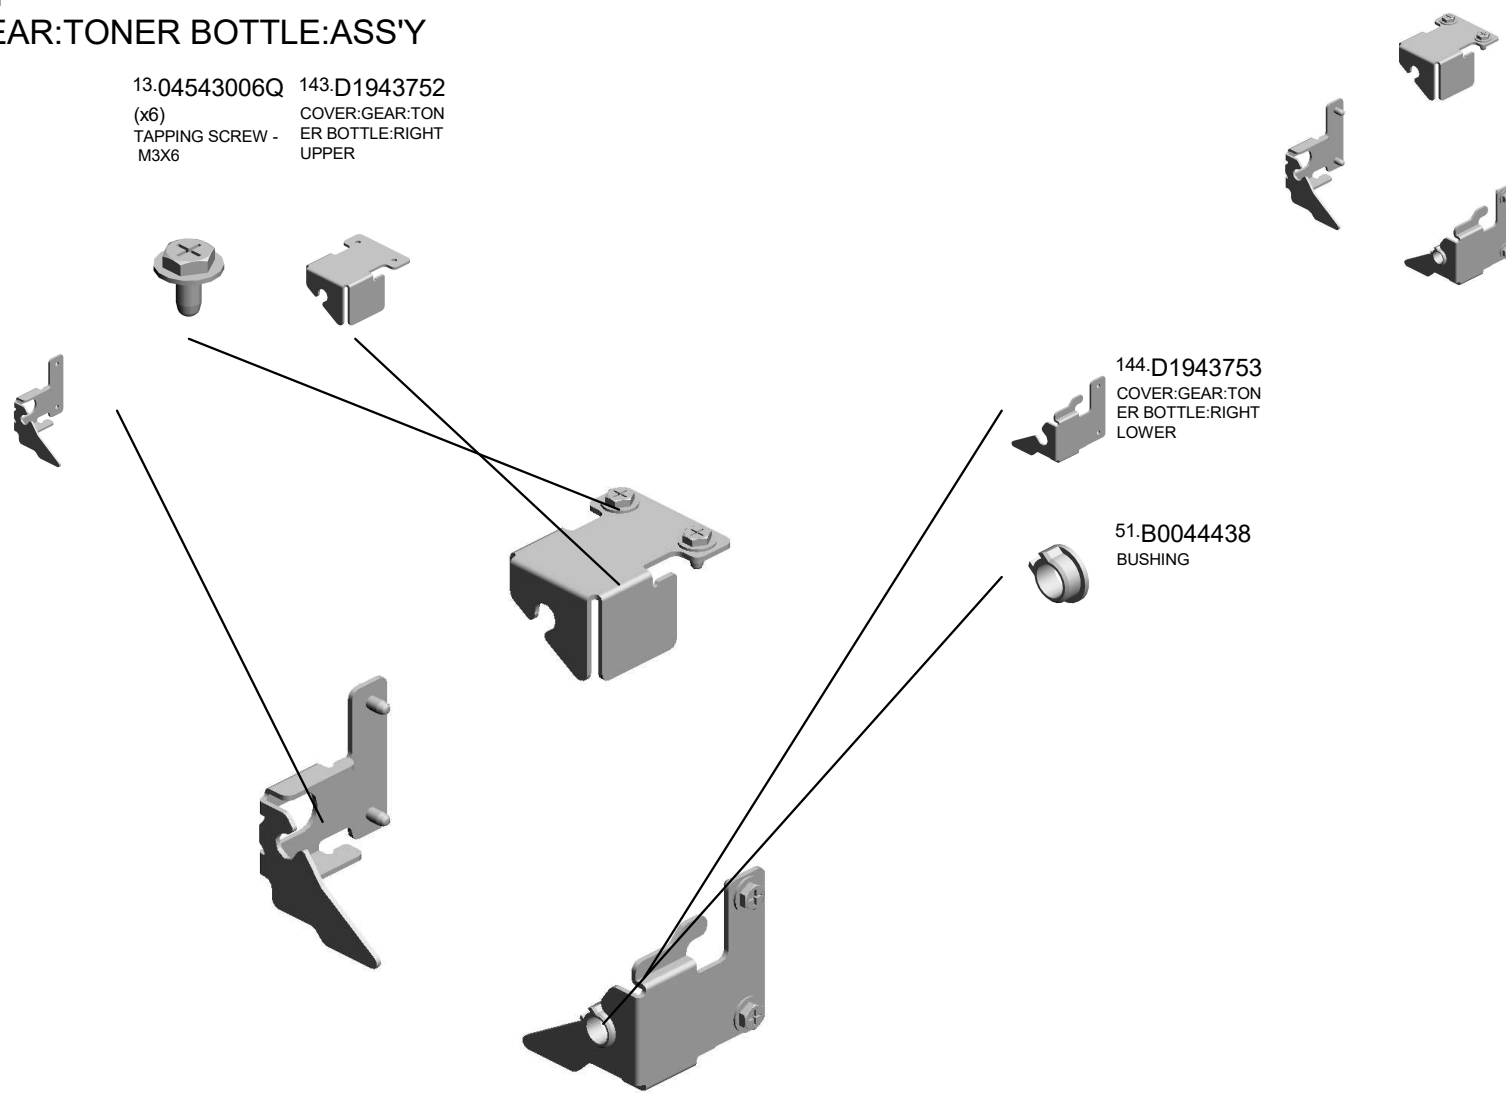 EAR:TONER BOTTLE:ASS'Y
13.04543006Q
(x6)
TAPPING SCREW -
M3X6
143.D1943752
COVER:GEAR:TON
ER BOTTLE:RIGHT
UPPER
144.D1943753
COVER:GEAR:TON
ER BOTTLE:RIGHT
LOWER
51.B0044438
BUSHING